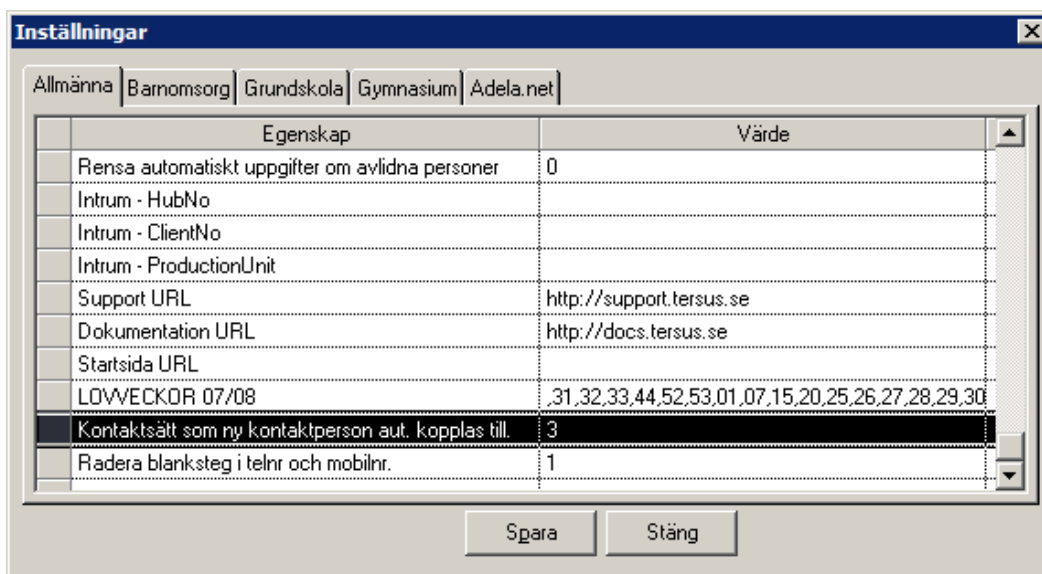 Inställningar
Allmänna Barnomsorg Grundskola Gymnasium Adela.net
Egenskap Värde
Rensa automatiskt uppgifter om avlidna personer 0
Intrum - HubNo
Intrum - ClientNo
Intrum - ProductionUnit
Support URL http://support.tersus.se
Dokumentation URL http://docs.tersus.se
Startsida URL
LOVVECKOR 07/08 ,31,32,33,44,52,53,01,07,15,20,25,26,27,28,29,30
Kontaktsätt som ny kontaktperson aut. kopplas till. 3
Radera blanksteg i telnr och mobilnr. 1
Spara Stäng